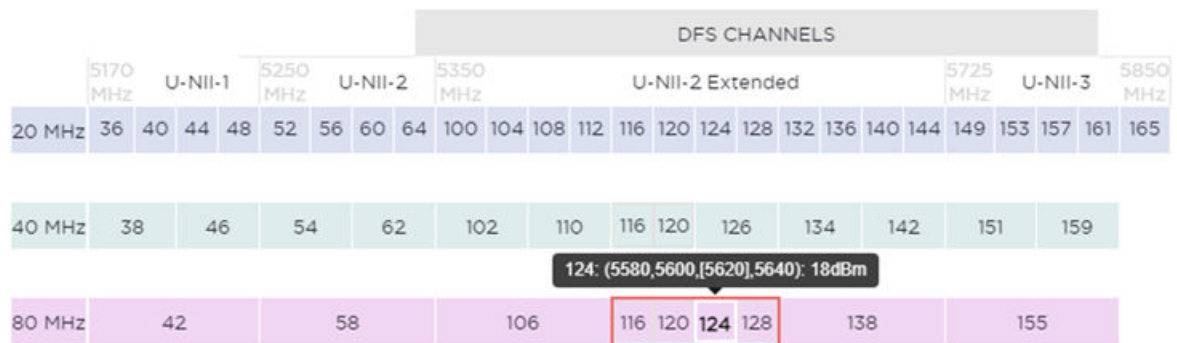 DFS CHANNELS
5170 MHz U-NII-1 5250 MHz U-NII-2 5350 MHz U-NII-2 Extended 5725 MHz U-NII-3 5850 MHz
20 MHz 36 40 44 48 52 56 60 64 100 104 108 112 116 120 124 128 132 136 140 144 149 153 157 161 165
40 MHz 38 46 54 62 102 110 116 120 126 134 142 151 159
124: (5580,5600,[5620],5640): 18dBm
80 MHz 42 58 106 116 120 124 128 138 155